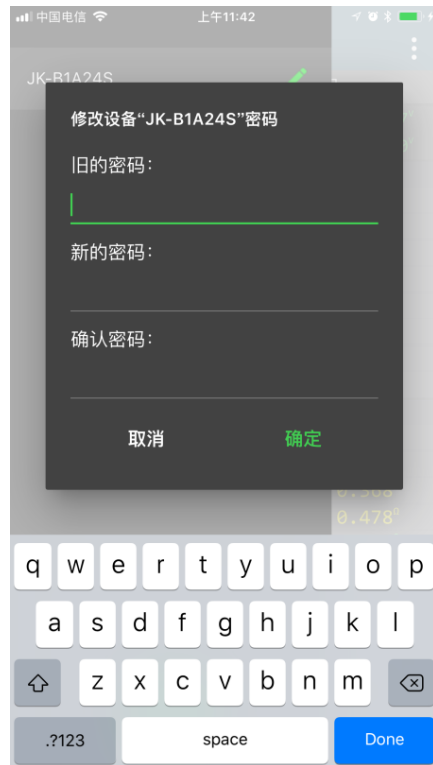 中国电信 上午11:42
JK-B1A24S
修改设备“JK-B1A24S”密码
旧的密码：
新的密码：
确认密码：
取消 确定
0.308
0.478
q w e r t y u i o p
a s d f g h j k l
z x c v b n m
.?123 space Done